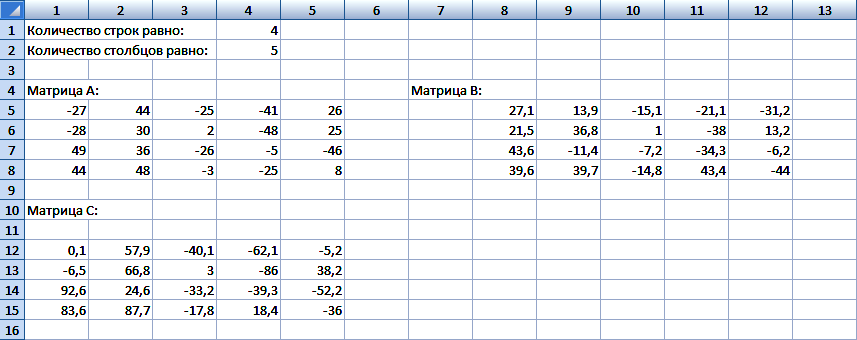 1 2 3 4 5 6 7 8 9 10 11 12 13
1 Количество строк равно: 4
2 Количество столбцов равно: 5
3
4 Матрица A: Матрица B:
5 -27 44 -25 -41 26 27,1 13,9 -15,1 -21,1 -31,2
6 -28 30 2 -48 25 21,5 36,8 1 -38 13,2
7 49 36 -26 -5 -46 43,6 -11,4 -7,2 -34,3 -6,2
8 44 48 -3 -25 8 39,6 39,7 -14,8 43,4 -44
9
10 Матрица C:
11
12 0,1 57,9 -40,1 -62,1 -5,2
13 -6,5 66,8 3 -86 38,2
14 92,6 24,6 -33,2 -39,3 -52,2
15 83,6 87,7 -17,8 18,4 -36
16